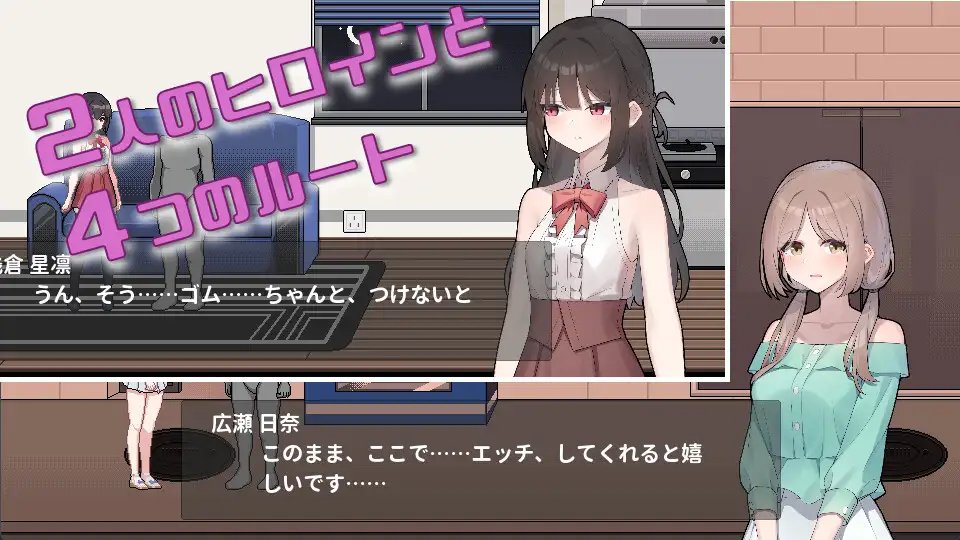 2人のヒロインと
4つのルート
倉 星凛
うん、そう……ゴム……ちゃんと、つけないと
広瀬 日奈
このまま、ここで……エッチ、してくれると嬉
しいです……